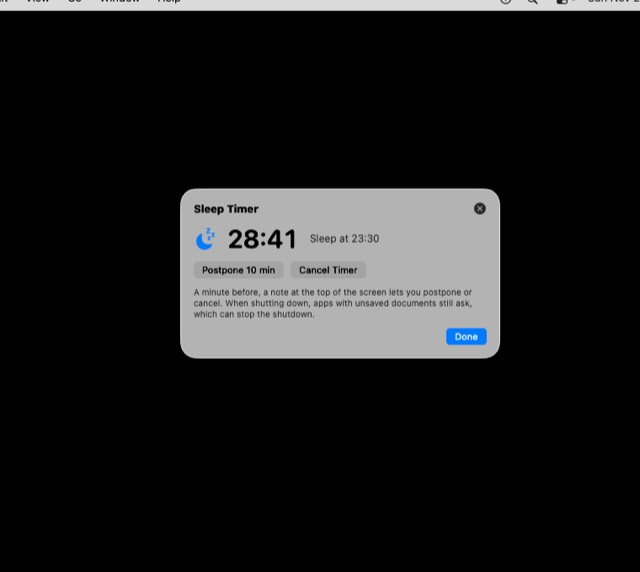 View Go Window Help Sun Nov
Sleep Timer
28:41 Sleep at 23:30
Postpone 10 min Cancel Timer
A minute before, a note at the top of the screen lets you postpone or
cancel. When shutting down, apps with unsaved documents still ask,
which can stop the shutdown.
Done